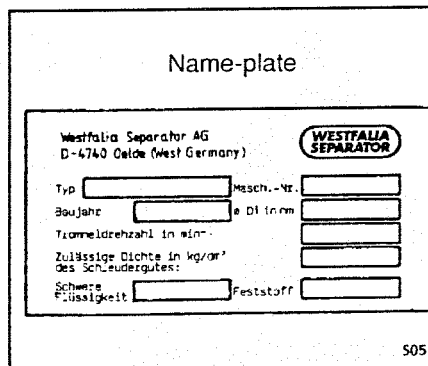 Name-plate
Westfalia Separator AG
D-4740 Oelde (West Germany)
WESTFALIA
SEPARATOR
Typ Masch.-Nr.
Baujahr ø DI in mm
Trommeldrehzahl in min-
Zulässige Dichte in kg/dm³
des Schleudergutes:
Schwere
Flüssigkeit Feststoff
S05